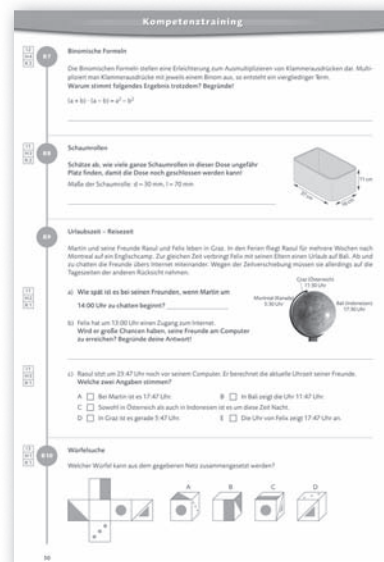 Kompetenztraining
87
Binomische Formeln
Die Binomischen Formeln stellen eine Erleichterung zum Ausmultiplizieren von Klammerausdrücken dar. Multi-
pliziert man Klammerausdrücke mit jeweils einem Binom aus, so entsteht ein viergliedriger Term.
Warum stimmt folgendes Ergebnis trotzdem? Begründe!
(a + b) · (a – b) = a² – b²
88
Schaumrollen
Schätze ab, wie viele ganze Schaumrollen in dieser Dose ungefähr
Platz finden, damit die Dose noch geschlossen werden kann!
Maße der Schaumrolle: d = 30 mm, l = 70 mm
11 cm
89
Urlaubszeit – Reisezeit
Martin und seine Freunde Raoul und Felix leben in Graz. In den Ferien fliegt Raoul für mehrere Wochen nach
Montreal auf ein Englischcamp. Zur gleichen Zeit verbringt Felix mit seinen Eltern einen Urlaub auf Bali. Ab und
zu chatten die Freunde übers Internet miteinander. Wegen der Zeitverschiebung müssen sie allerdings auf die
Tageszeiten der anderen Rücksicht nehmen.
a) Wie spät ist es bei seinen Freunden, wenn Martin um
14:00 Uhr zu chatten beginnt?
Graz (Österreich)
11:30 Uhr
Montreal (Kanada)
5:30 Uhr
Bali (Indonesien)
17:30 Uhr
b) Felix hat um 13:00 Uhr einen Zugang zum Internet.
Wird er große Chancen haben, seine Freunde am Computer
zu erreichen? Begründe deine Antwort!
c) Raoul sitzt um 23:47 Uhr noch vor seinem Computer. Er berechnet die aktuelle Uhrzeit seiner Freunde.
Welche zwei Angaben stimmen?
A Bei Martin ist es 17:47 Uhr. B In Bali zeigt die Uhr 11:47 Uhr.
C Sowohl in Österreich als auch in Indonesien ist es um diese Zeit Nacht.
D In Graz ist es gerade 5:47 Uhr. E Die Uhr von Felix zeigt 17:47 Uhr an.
810
Würfelsuche
Welcher Würfel kann aus dem gegebenen Netz zusammengesetzt werden?
A B C D